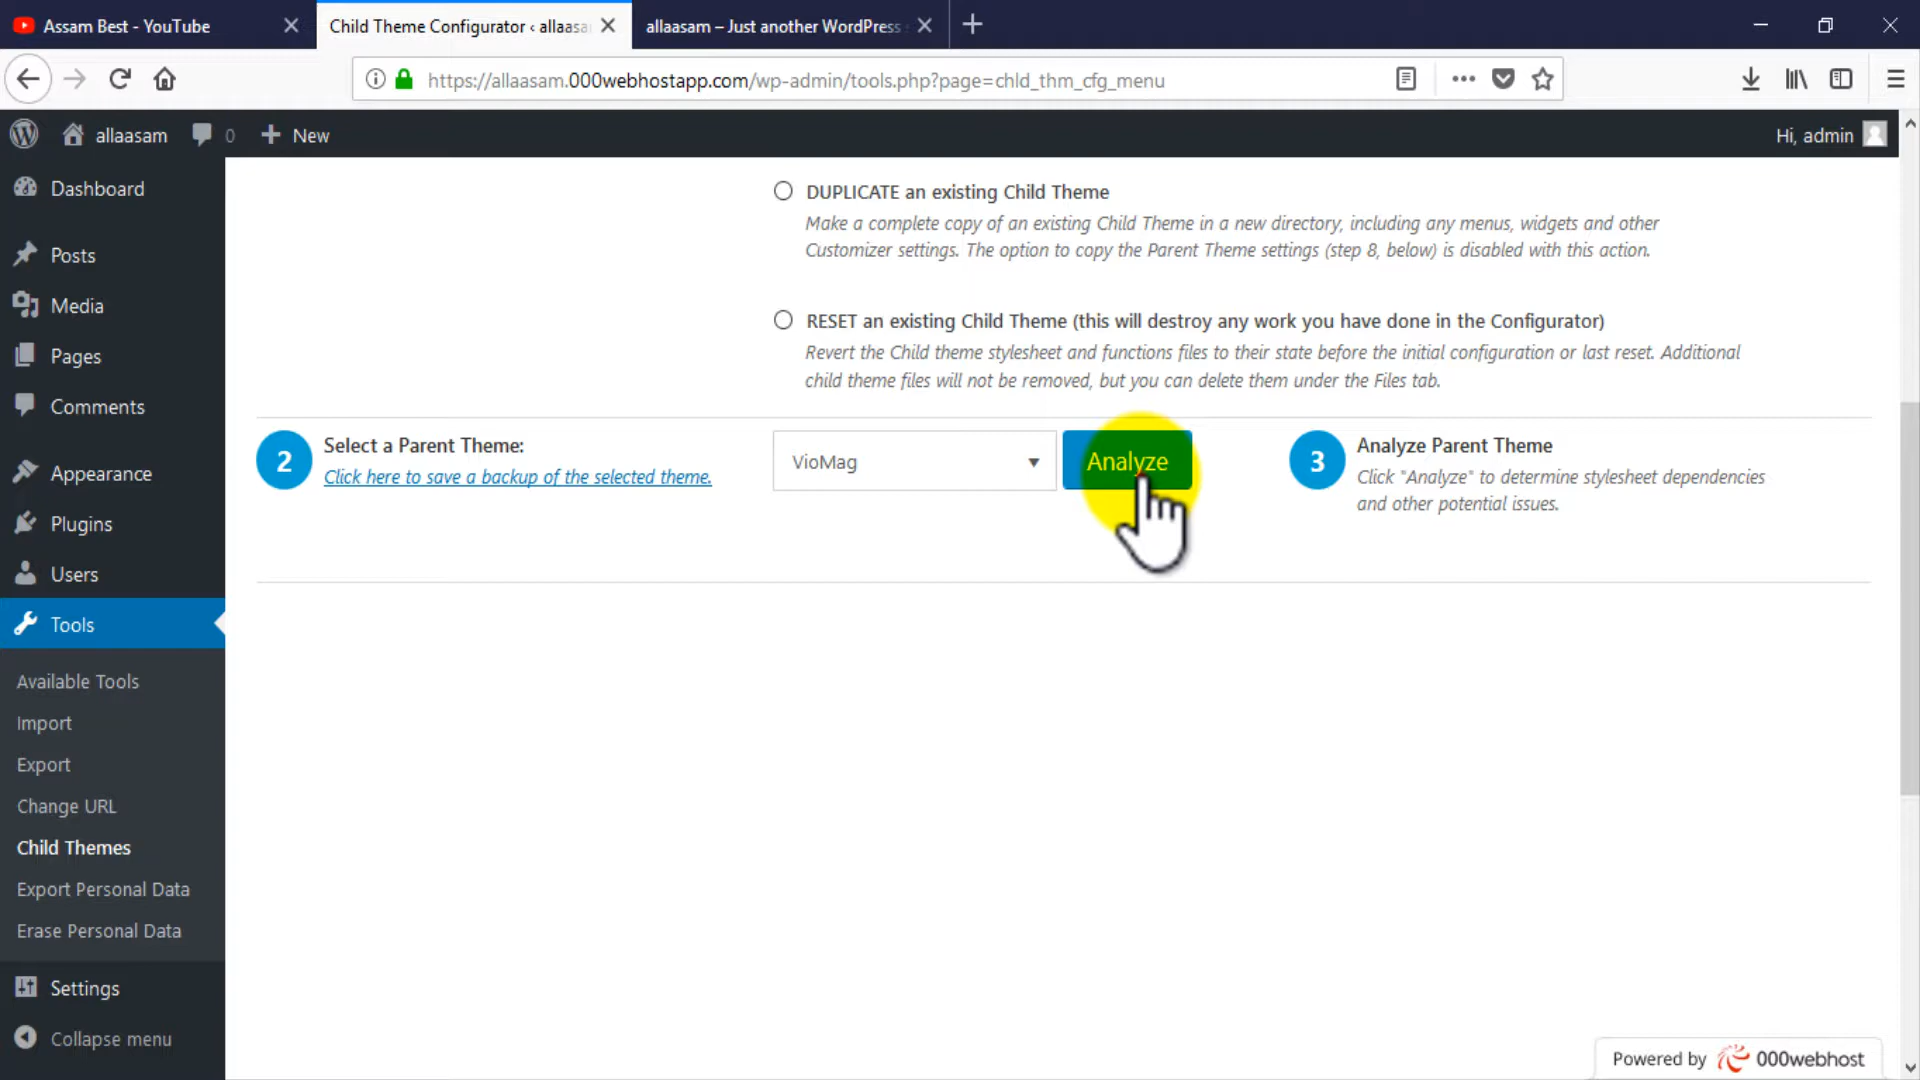 Assam Best - YouTube
Child Theme Configurator ‹ allaasa
allaasam – Just another WordPress
https://allaasam.000webhostapp.com/wp-admin/tools.php?page=chld_thm_cfg_menu
allaasam
0
New
Hi, admin
Dashboard
Posts
Media
Pages
Comments
Appearance
Plugins
Users
Tools
Available Tools
Import
Export
Change URL
Child Themes
Export Personal Data
Erase Personal Data
Settings
Collapse menu
DUPLICATE an existing Child Theme
Make a complete copy of an existing Child Theme in a new directory, including any menus, widgets and other
Customizer settings. The option to copy the Parent Theme settings (step 8, below) is disabled with this action.
RESET an existing Child Theme (this will destroy any work you have done in the Configurator)
Revert the Child theme stylesheet and functions files to their state before the initial configuration or last reset. Additional
child theme files will not be removed, but you can delete them under the Files tab.
2
Select a Parent Theme:
Click here to save a backup of the selected theme.
VioMag
Analyze
3
Analyze Parent Theme
Click "Analyze" to determine stylesheet dependencies
and other potential issues.
Powered by 000webhost